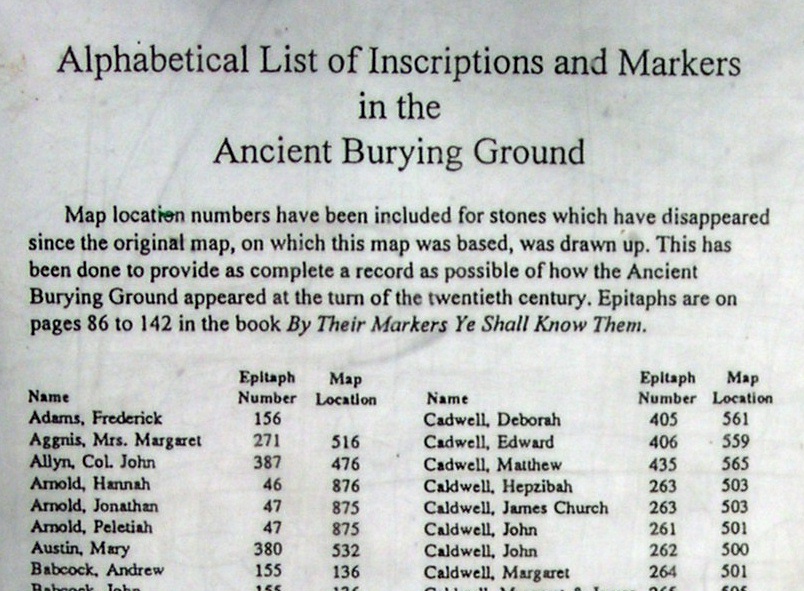 Alphabetical List of Inscriptions and Markers
in the
Ancient Burying Ground
Map location numbers have been included for stones which have disappeared
since the original map, on which this map was based, was drawn up. This has
been done to provide as complete a record as possible of how the Ancient
Burying Ground appeared at the turn of the twentieth century. Epitaphs are on
pages 86 to 142 in the book By Their Markers Ye Shall Know Them.
Epitaph Map Epitaph Map
Name Number Location Name Number Location
Adams, Frederick 156 Cadwell, Deborah 405 561
Aggnis, Mrs. Margaret 271 516 Cadwell, Edward 406 559
Allyn, Col. John 387 476 Cadwell, Matthew 435 565
Arnold, Hannah 46 876 Caldwell, Hepzibah 263 503
Arnold, Jonathan 47 875 Caldwell, James Church 263 503
Arnold, Peletiah 47 875 Caldwell, John 261 501
Austin, Mary 380 532 Caldwell, John 262 500
Babcock, Andrew 155 136 Caldwell, Margaret 264 501